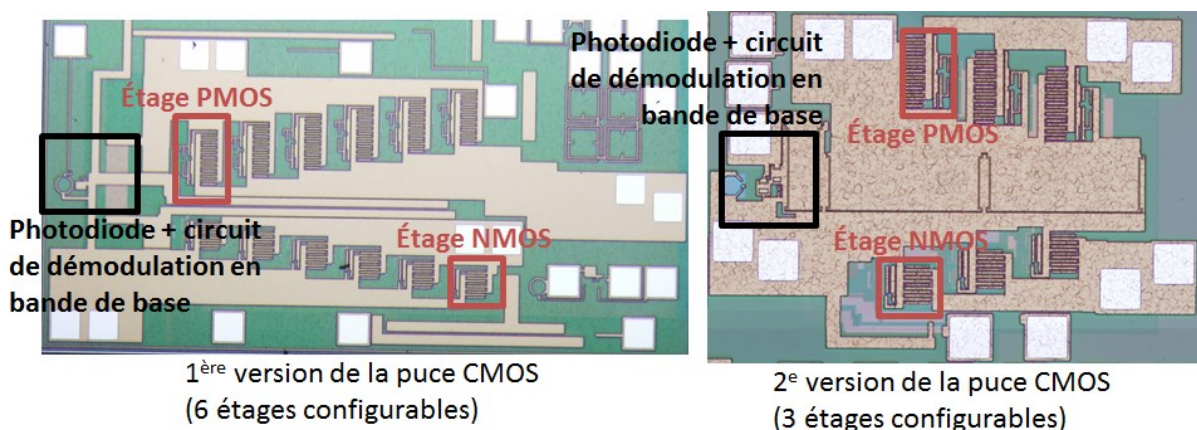 Étage PMOS
Étage NMOS
Photodiode + circuit
de démodulation en
bande de base
1ère version de la puce CMOS
(6 étages configurables)
Photodiode + circuit
de démodulation en
bande de base
Étage PMOS
Étage NMOS
2e version de la puce CMOS
(3 étages configurables)